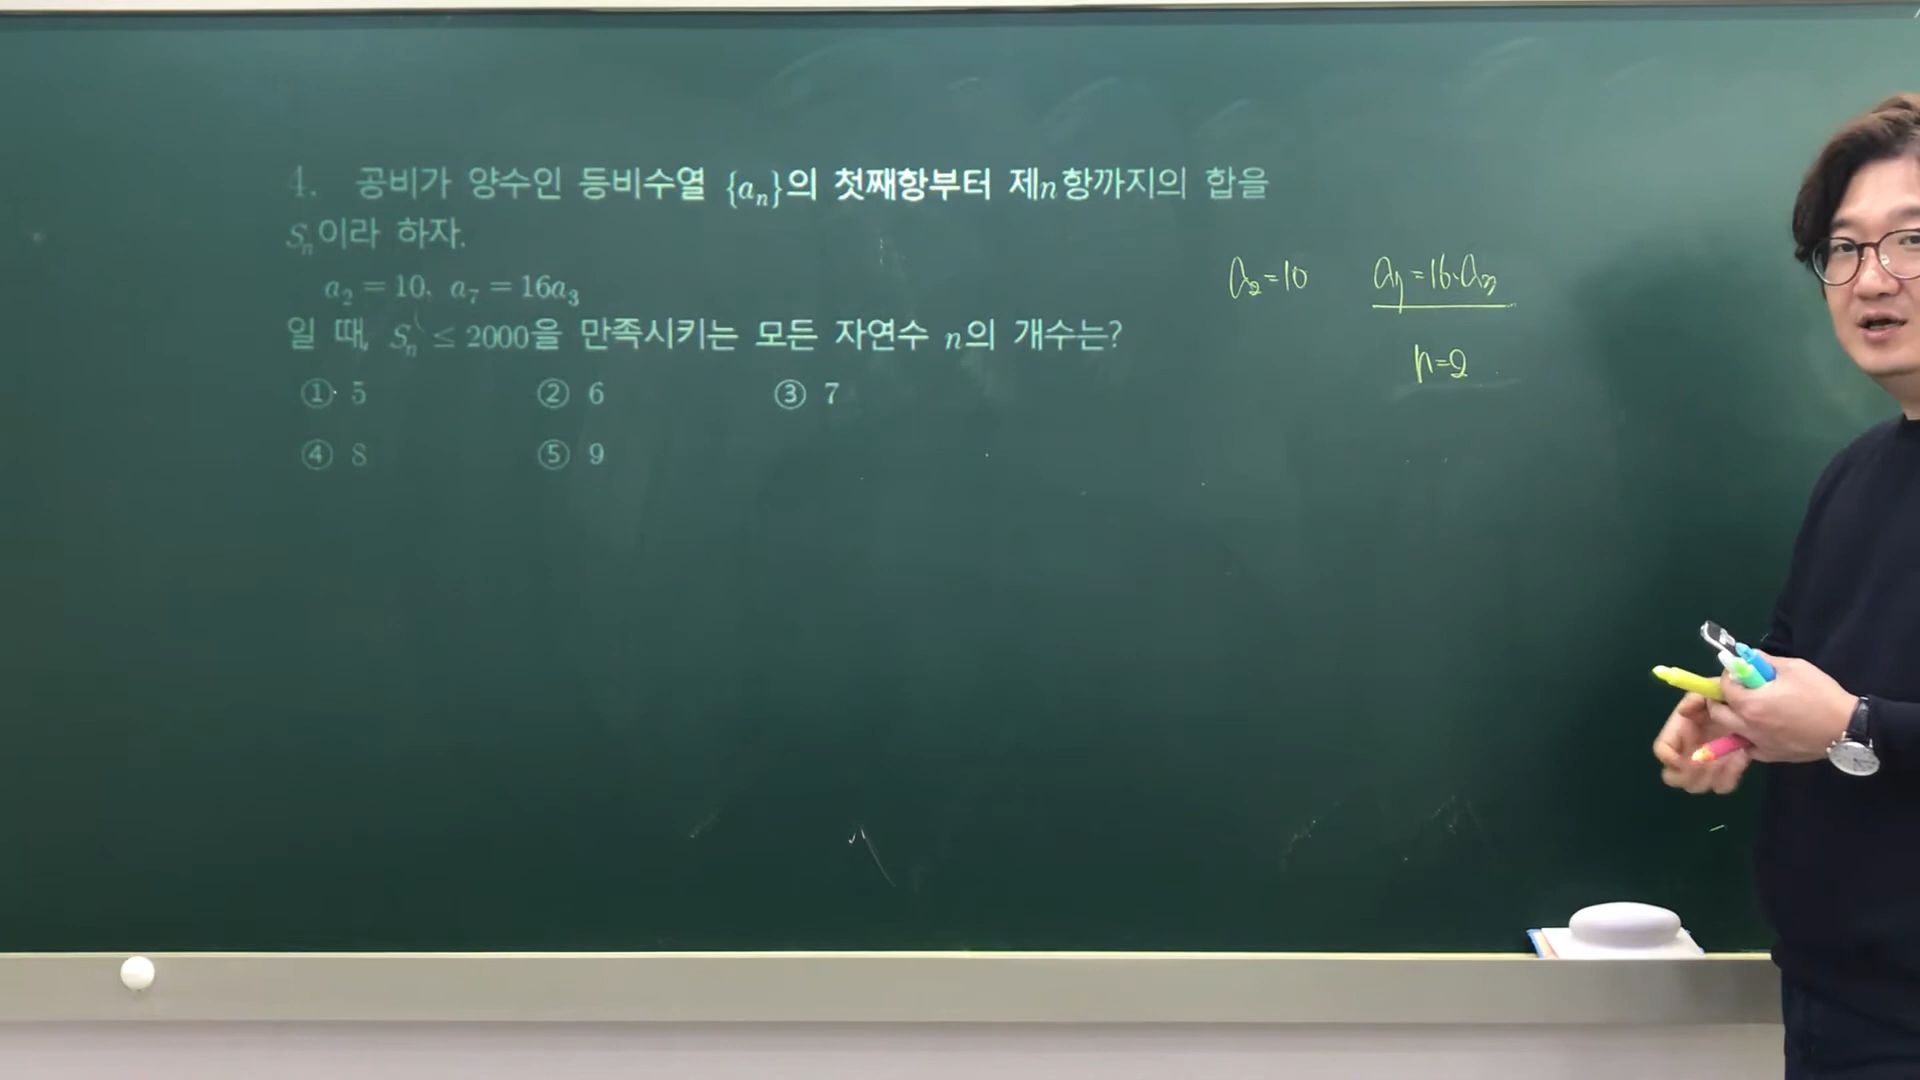 4. 공비가 양수인 등비수열 {aₙ}의 첫째항부터 제n항까지의 합을
Sₙ이라 하자.
a₂ = 10, a₇ = 16a₃
일 때, Sₙ ≤ 2000을 만족시키는 모든 자연수 n의 개수는?
① 5 ② 6 ③ 7
④ 8 ⑤ 9
a₂=10 a₇=16·a₃
r=2